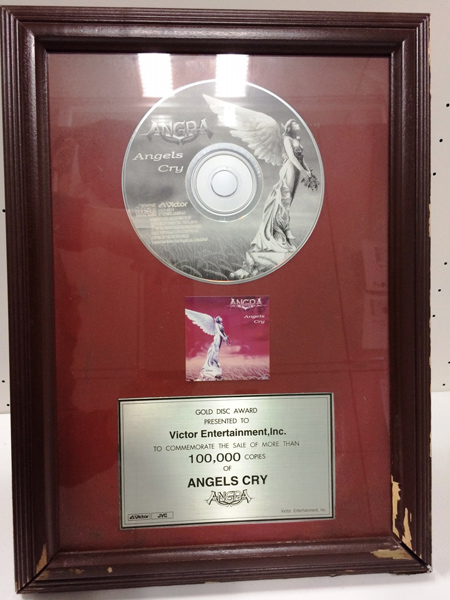 ANGRA
Angels
Cry
Victor
ANGRA
Angels
Cry
GOLD DISC AWARD
PRESENTED TO
Victor Entertainment,Inc.
TO COMMEMORATE THE SALE OF MORE THAN
100,000 COPIES
OF
ANGELS CRY
ANGRA
Victor JVC
Victor Entertainment, Inc.